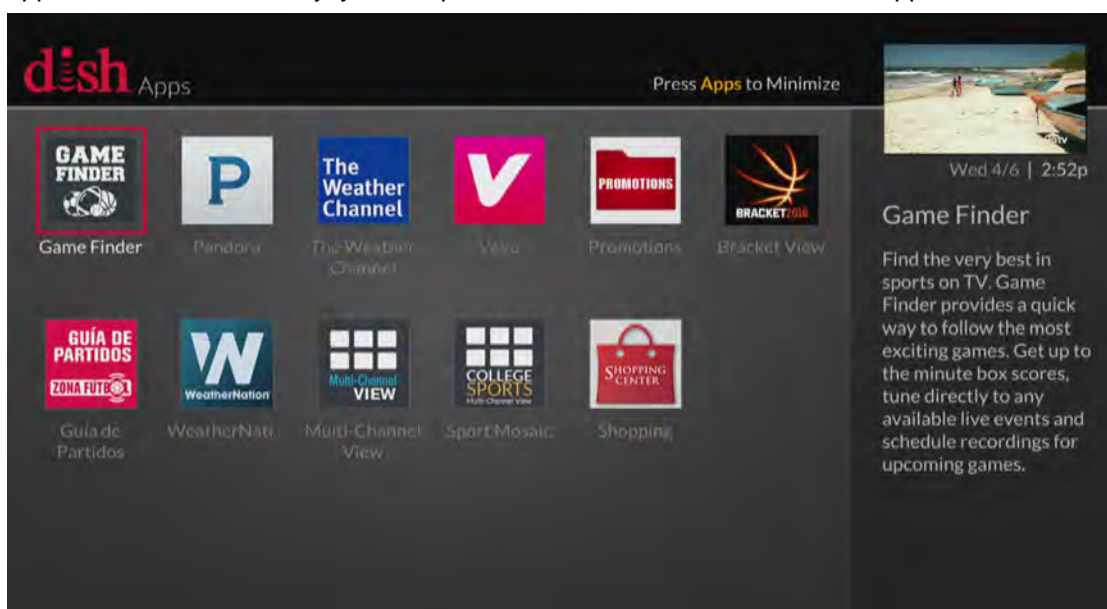 dish Apps
Press Apps to Minimize
Wed 4/6 | 2:52p
GAME
FINDER
P
The
Weather
Channel
PROMOTIONS
BRACKET2016
Game Finder
Pandora
The Weather
Channel
Vevo
Promotions
Bracket View
GUÍA DE
PARTIDOS
ZONA FUTBOL
W
WeatherNation
Multi-Channel
VIEW
COLLEGE
SPORTS
Multi-Channel View
SHOPPING
CENTER
Guía de
Partidos
WeatherNati...
Multi-Channel
View
Sport Mosaic
Shopping
Game Finder
Find the very best in
sports on TV. Game
Finder provides a quick
way to follow the most
exciting games. Get up to
the minute box scores,
tune directly to any
available live events and
schedule recordings for
upcoming games.